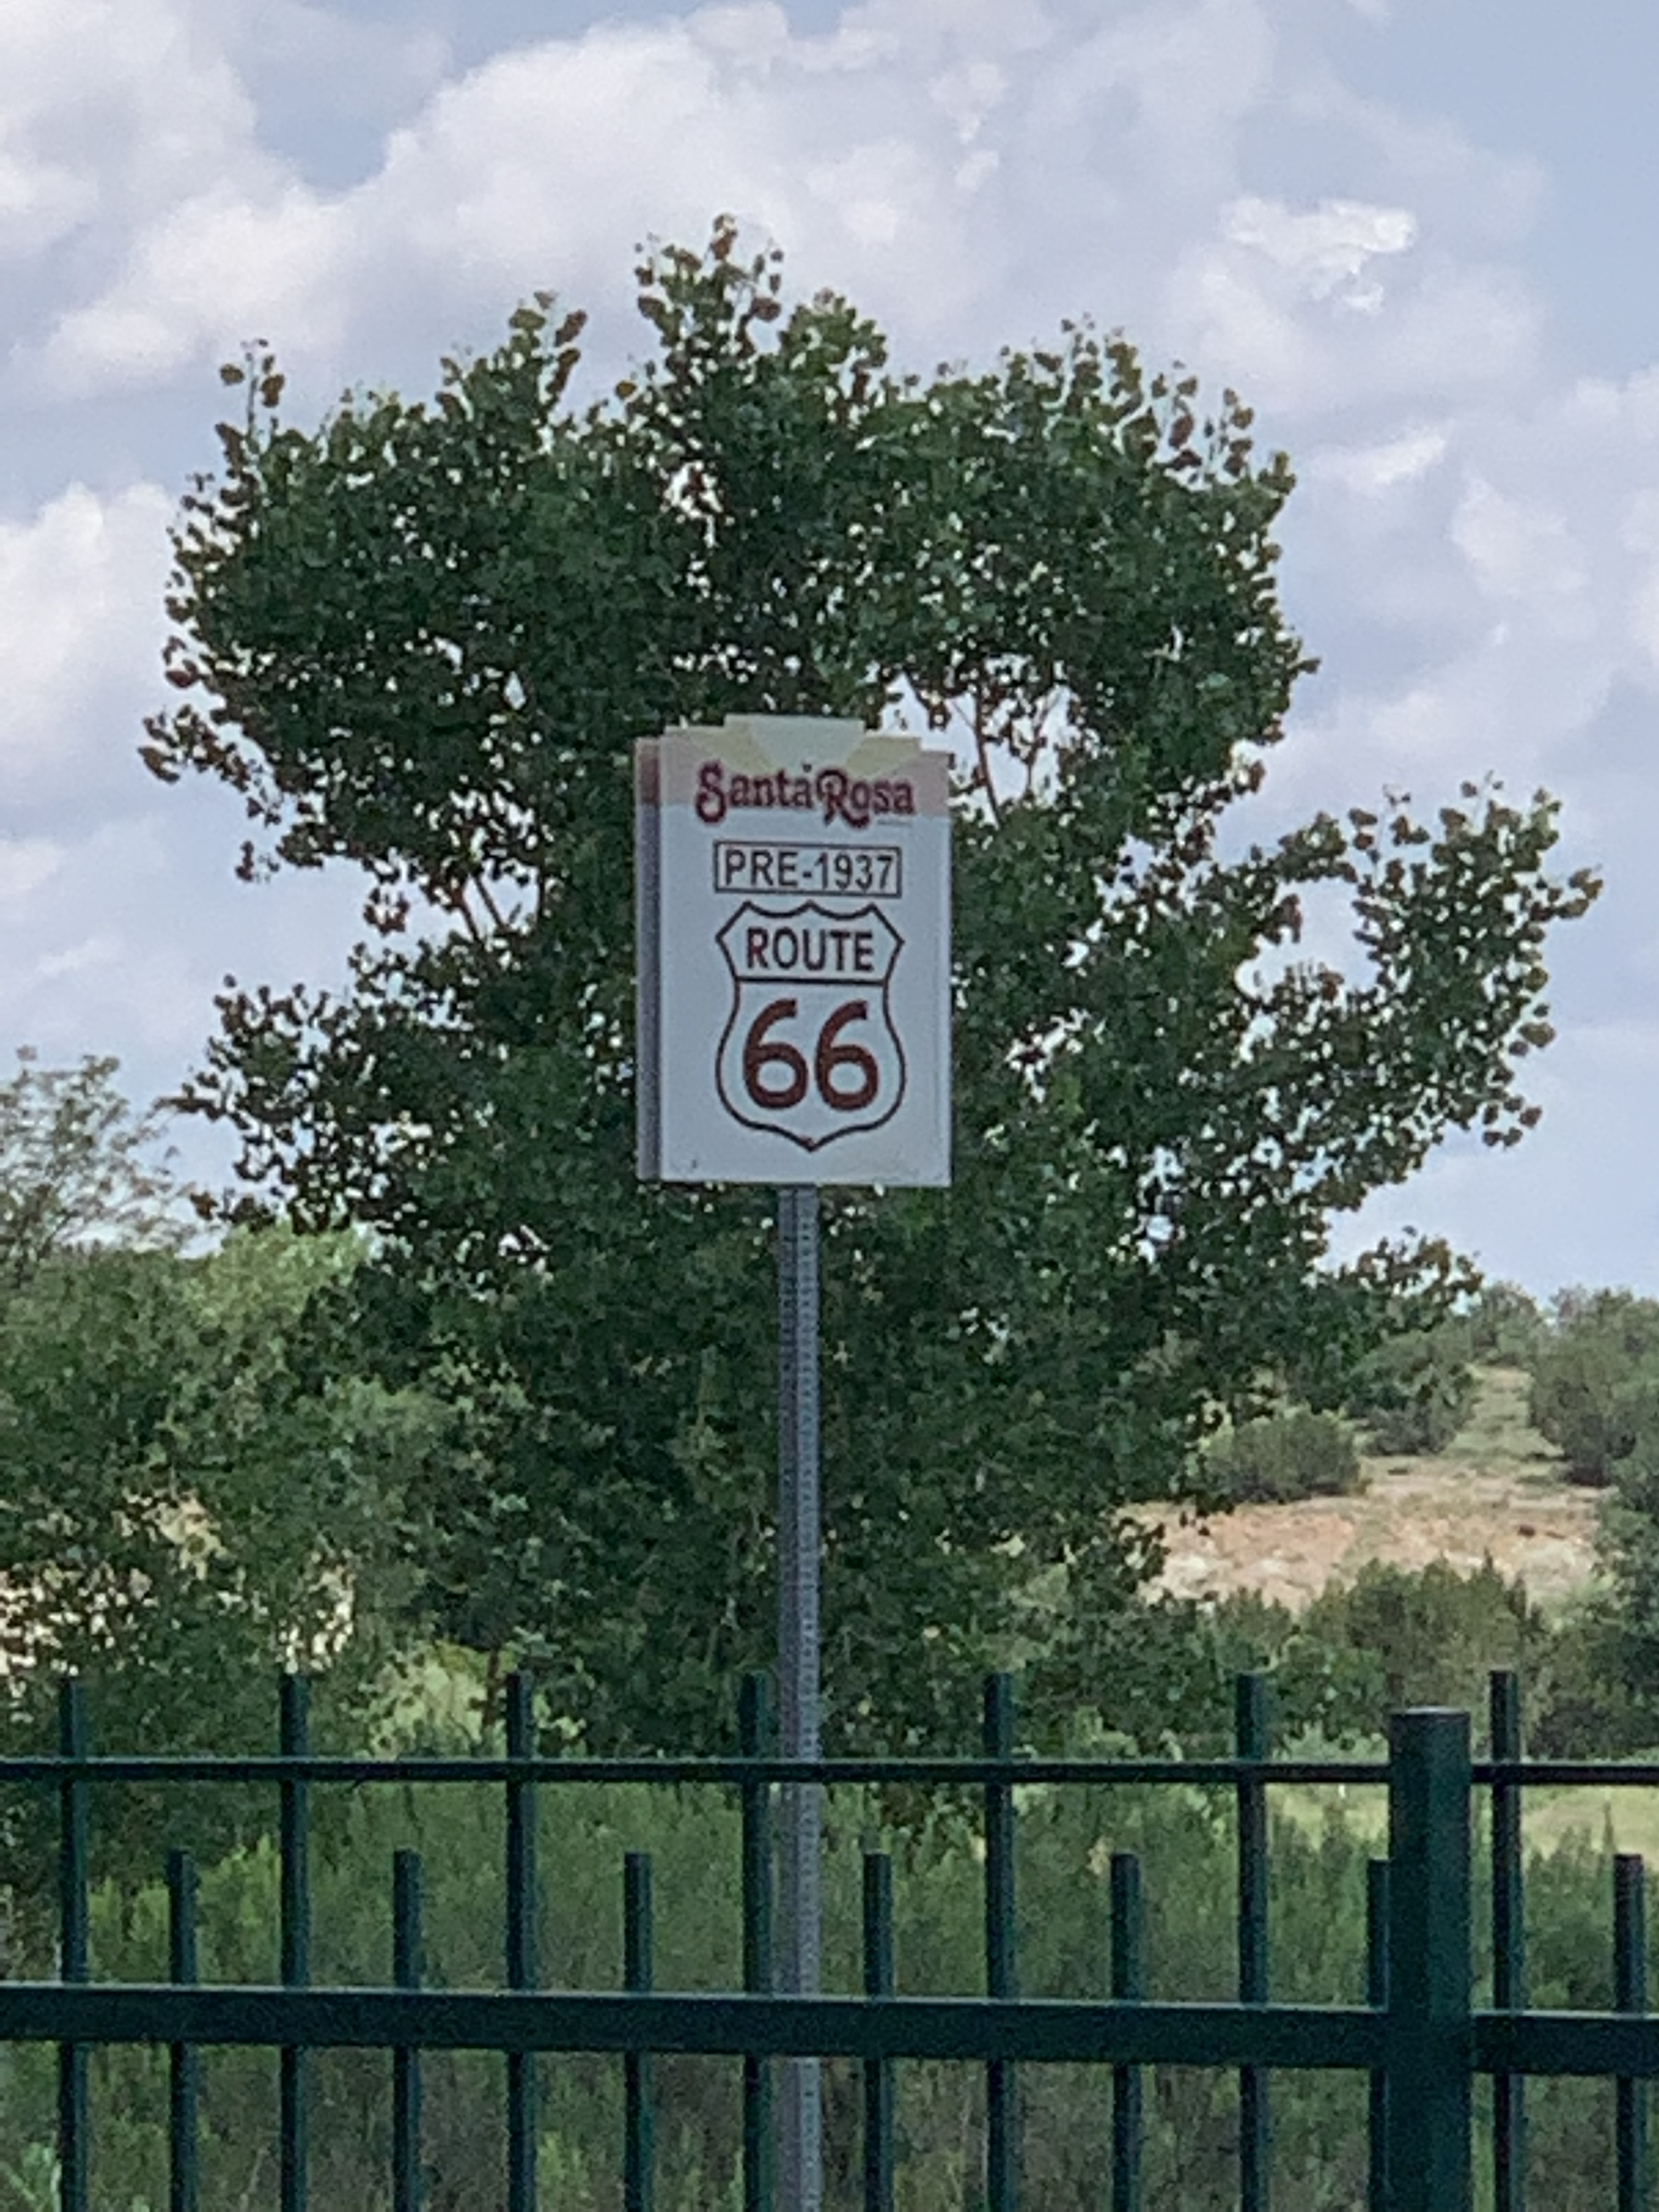 Santa Rosa
PRE-1937
ROUTE
66